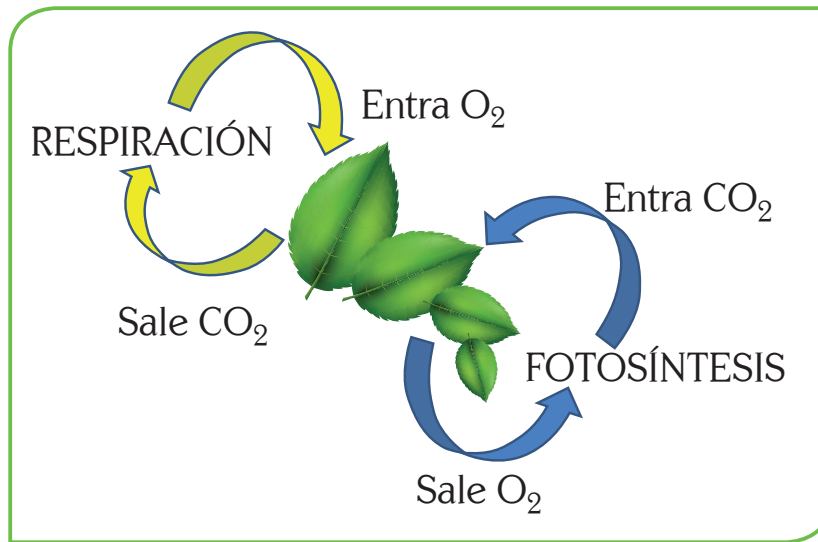 Entra O₂
RESPIRACIÓN
Sale CO₂
Entra CO₂
FOTOSÍNTESIS
Sale O₂